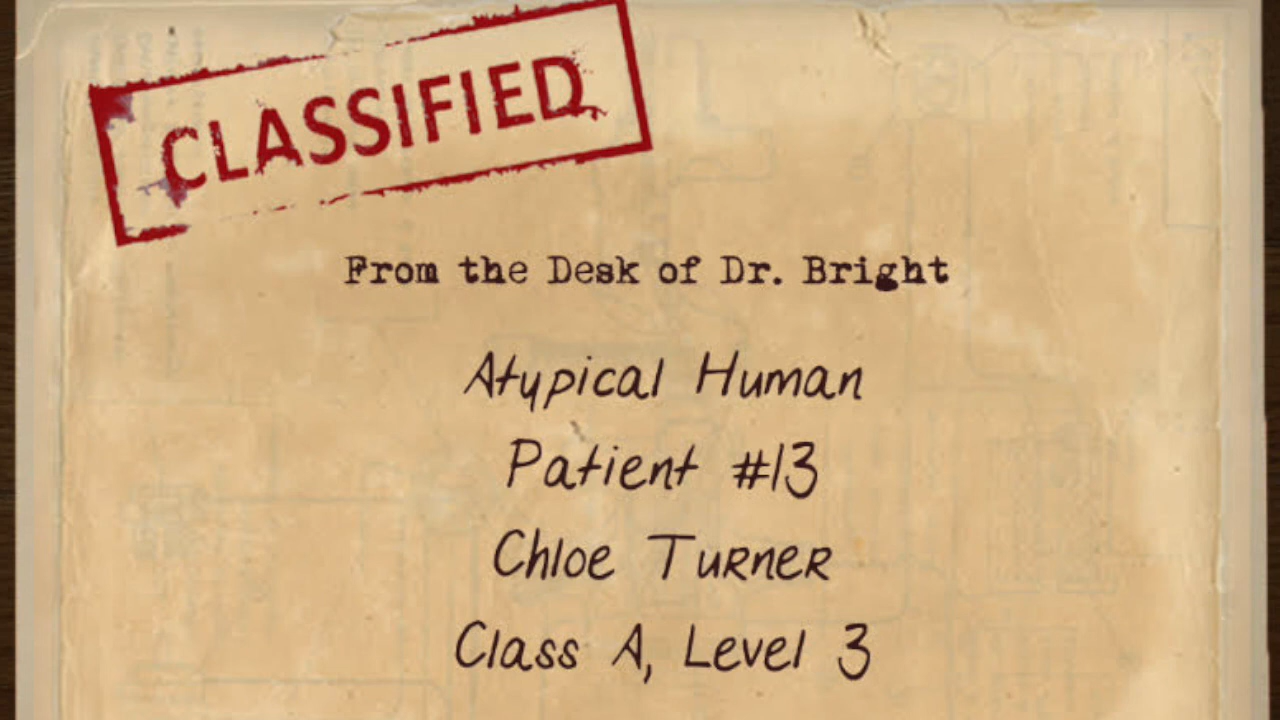 CLASSIFIED
From the Desk of Dr. Bright
Atypical Human
Patient #13
Chloe Turner
Class A, Level 3